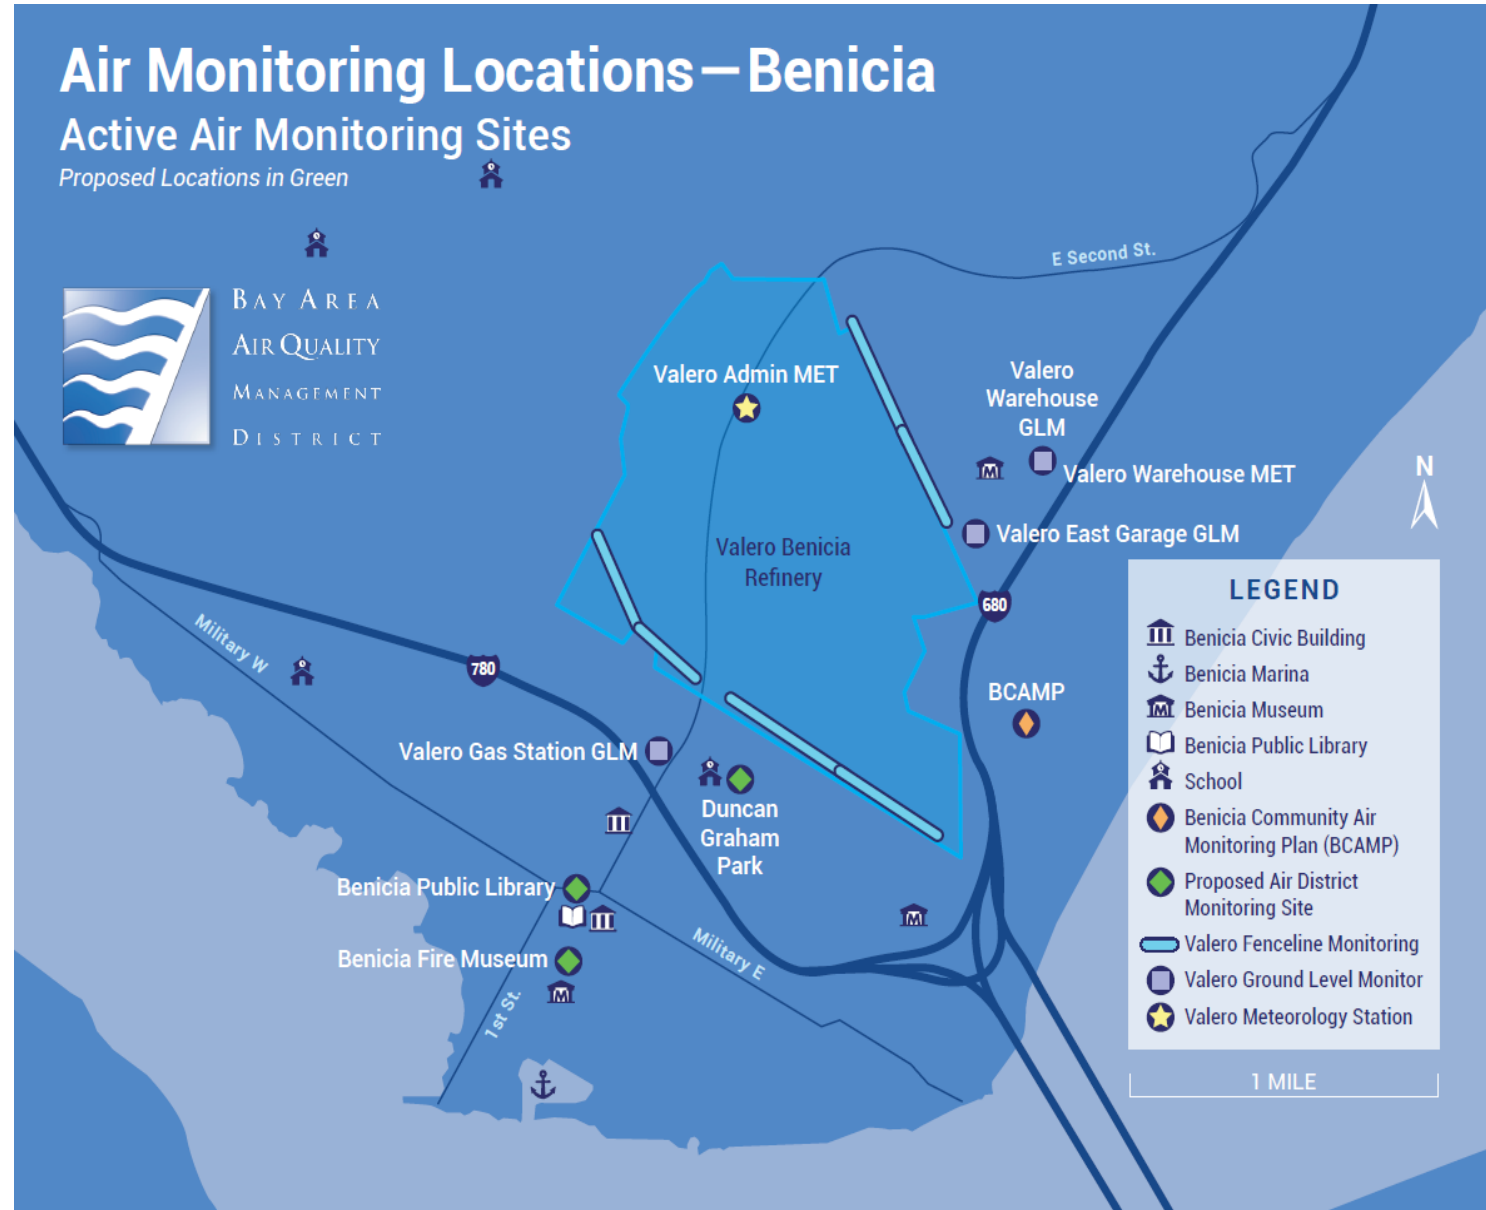 Air Monitoring Locations – Benicia
Active Air Monitoring Sites
Proposed Locations in Green
BAY AREA
AIR QUALITY
MANAGEMENT
DISTRICT
E Second St.
Valero Admin MET
Valero
Warehouse
GLM
Valero Warehouse MET
N
Valero East Garage GLM
Valero Benicia
Refinery
680
Military W
780
BCAMP
Valero Gas Station GLM
Duncan
Graham
Park
Benicia Public Library
Military E
Benicia Fire Museum
1st St.
LEGEND
Benicia Civic Building
Benicia Marina
M Benicia Museum
Benicia Public Library
School
Benicia Community Air
Monitoring Plan (BCAMP)
Proposed Air District
Monitoring Site
Valero Fenceline Monitoring
Valero Ground Level Monitor
Valero Meteorology Station
1 MILE